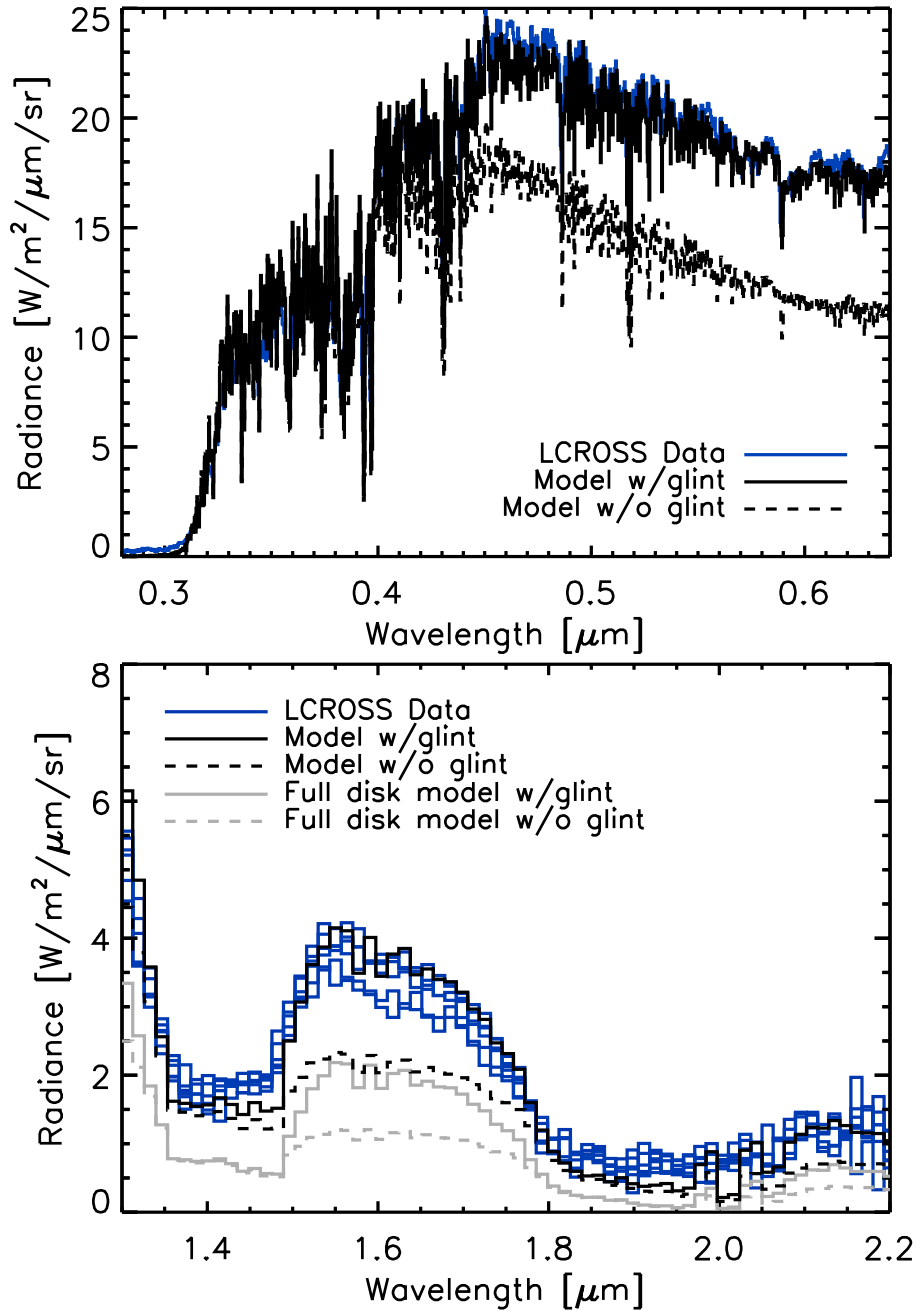 25
20
15
10
5
0
Radiance [W/m²/μm/sr]
LCROSS Data
Model w/glint
Model w/o glint
0.3 0.4 0.5 0.6
Wavelength [μm]
8
6
4
2
0
Radiance [W/m²/μm/sr]
LCROSS Data
Model w/glint
Model w/o glint
Full disk model w/glint
Full disk model w/o glint
1.4 1.6 1.8 2.0 2.2
Wavelength [μm]